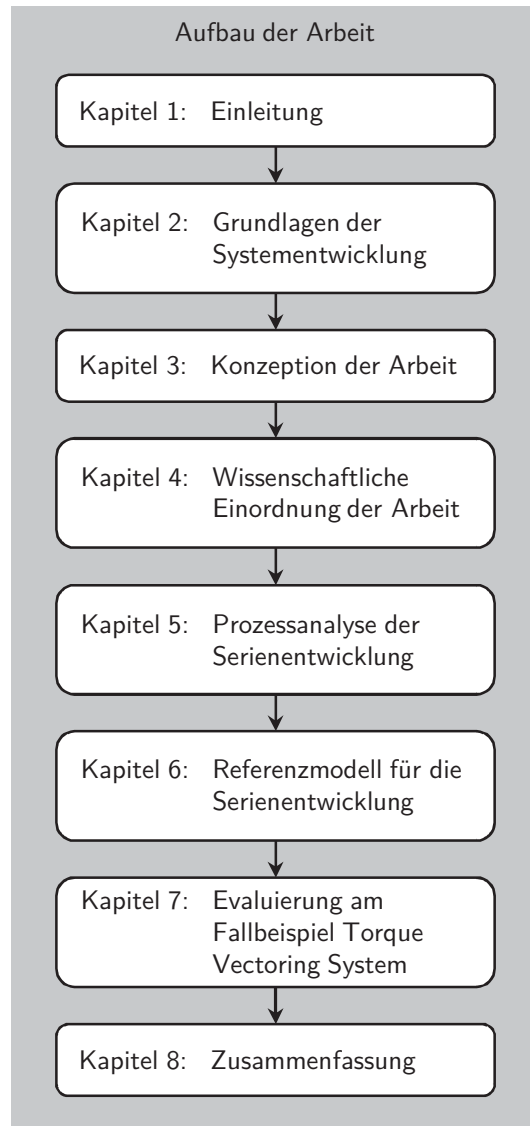 Aufbau der Arbeit
Kapitel 1: Einleitung
Kapitel 2: Grundlagen der
Systementwicklung
Kapitel 3: Konzeption der Arbeit
Kapitel 4: Wissenschaftliche
Einordnung der Arbeit
Kapitel 5: Prozessanalyse der
Serienentwicklung
Kapitel 6: Referenzmodell für die
Serienentwicklung
Kapitel 7: Evaluierung am
Fallbeispiel Torque
Vectoring System
Kapitel 8: Zusammenfassung